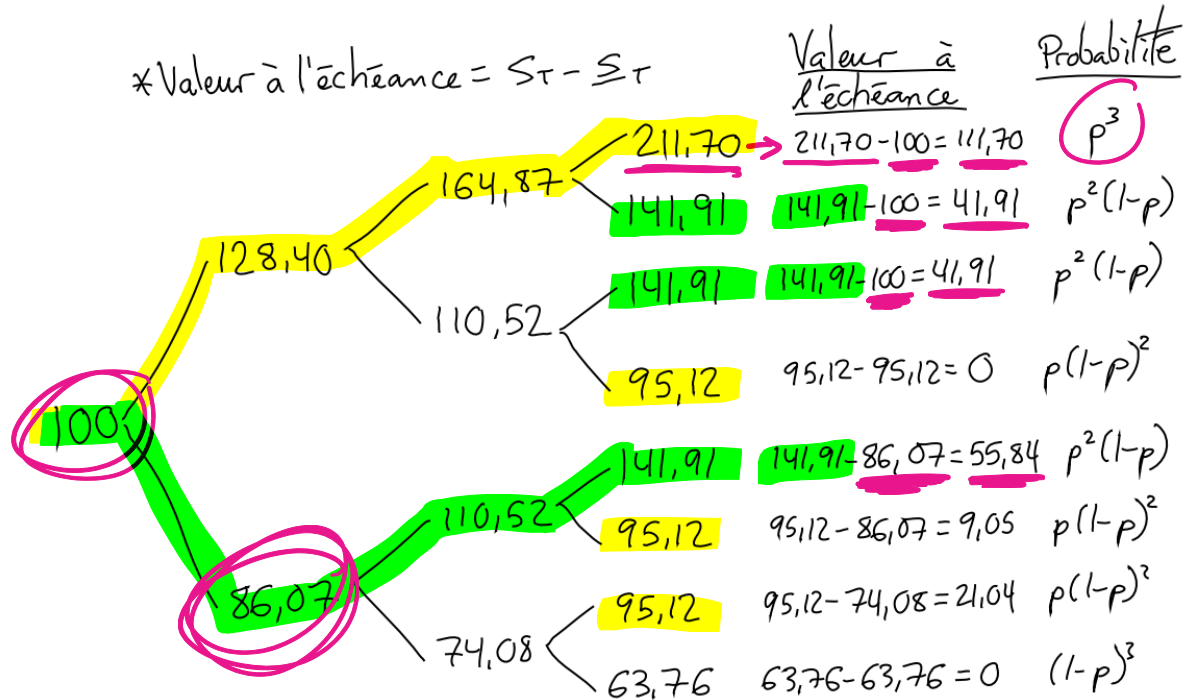 *Valeur à l'échéance = S_T - S̲_T
Valeur à
l'échéance
Probabilité
211,70 → 211,70-100 = 111,70 p³
164,87
141,91 141,91-100 = 41,91 p²(1-p)
128,40
141,91 141,91-100 = 41,91 p²(1-p)
110,52
95,12 95,12-95,12 = 0 p(1-p)²
100
141,91 141,91-86,07 = 55,84 p²(1-p)
110,52
95,12 95,12-86,07 = 9,05 p(1-p)²
86,07
95,12 95,12-74,08 = 21,04 p(1-p)²
74,08
63,76 63,76-63,76 = 0 (1-p)³